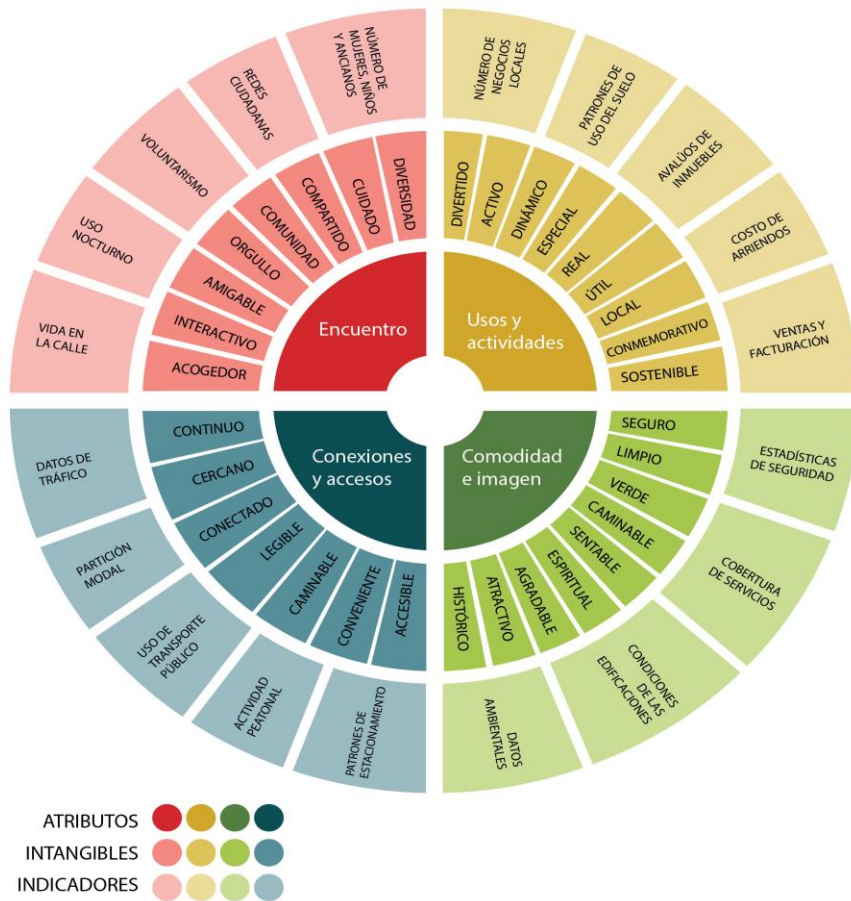 NÚMERO DE
MUJERES, NIÑOS
Y ANCIANOS
REDES
CIUDADANAS
VOLUNTARISMO
USO
NOCTURNO
VIDA EN
LA CALLE
DIVERSIDAD
CUIDADO
COMPARTIDO
COMUNIDAD
ORGULLO
AMIGABLE
INTERACTIVO
ACOGEDOR
Encuentro
NÚMERO DE
NEGOCIOS
LOCALES
PATRONES DE
USO DEL SUELO
AVALÚOS DE
INMUEBLES
COSTO DE
ARRIENDOS
VENTAS Y
FACTURACIÓN
DIVERTIDO
ACTIVO
DINÁMICO
ESPECIAL
REAL
ÚTIL
LOCAL
CONMEMORATIVO
SOSTENIBLE
Usos y
actividades
Conexiones
y accesos
CONTINUO
CERCANO
CONECTADO
LEGIBLE
CAMINABLE
CONVENIENTE
ACCESIBLE
DATOS DE
TRÁFICO
PARTICIÓN
MODAL
USO DE
TRANSPORTE
PÚBLICO
ACTIVIDAD
PEATONAL
PATRONES DE
ESTACIONAMIENTO
Comodidad
e imagen
SEGURO
LIMPIO
VERDE
CAMINABLE
SENTABLE
ESPIRITUAL
AGRADABLE
ATRACTIVO
HISTÓRICO
ESTADÍSTICAS
DE SEGURIDAD
COBERTURA
DE SERVICIOS
CONDICIONES
DE LAS
EDIFICACIONES
DATOS
AMBIENTALES
ATRIBUTOS
INTANGIBLES
INDICADORES